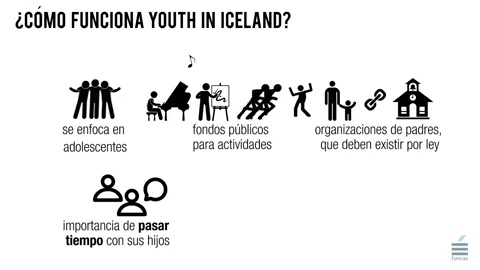 ¿CÓMO FUNCIONA YOUTH IN ICELAND?
se enfoca en
adolescentes
fondos públicos
para actividades
organizaciones de padres,
que deben existir por ley
importancia de pasar
tiempo con sus hijos
funcas